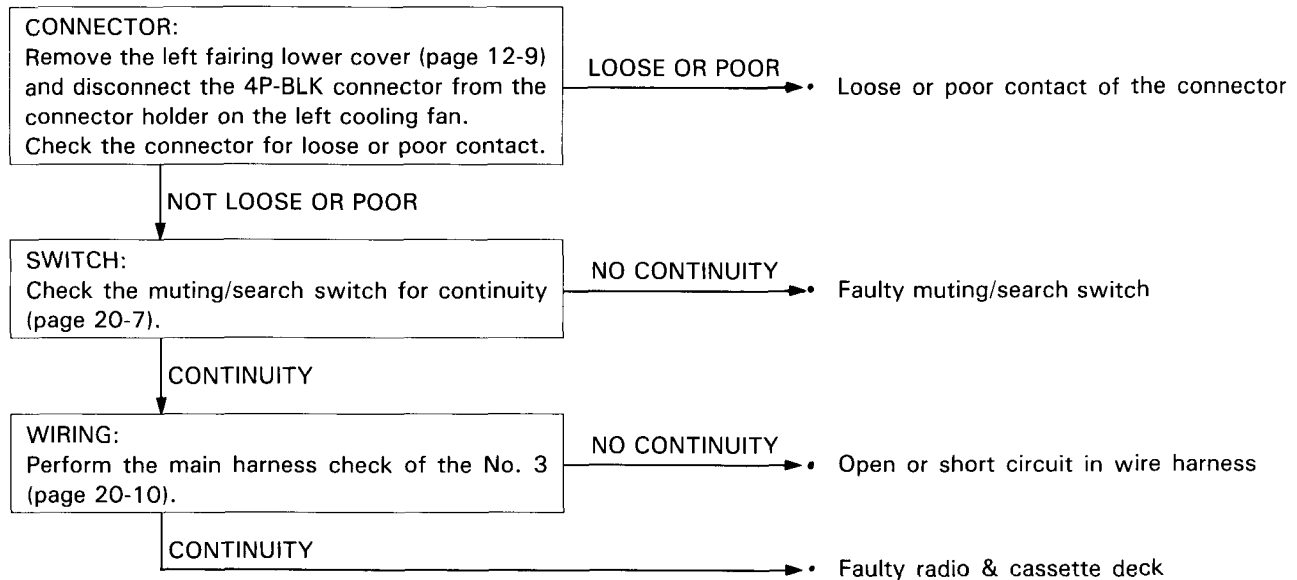 CONNECTOR:
Remove the left fairing lower cover (page 12-9)
and disconnect the 4P-BLK connector from the
connector holder on the left cooling fan.
Check the connector for loose or poor contact.
LOOSE OR POOR
• Loose or poor contact of the connector
NOT LOOSE OR POOR
SWITCH:
Check the muting/search switch for continuity
(page 20-7).
NO CONTINUITY
• Faulty muting/search switch
CONTINUITY
WIRING:
Perform the main harness check of the No. 3
(page 20-10).
NO CONTINUITY
• Open or short circuit in wire harness
CONTINUITY
• Faulty radio & cassette deck